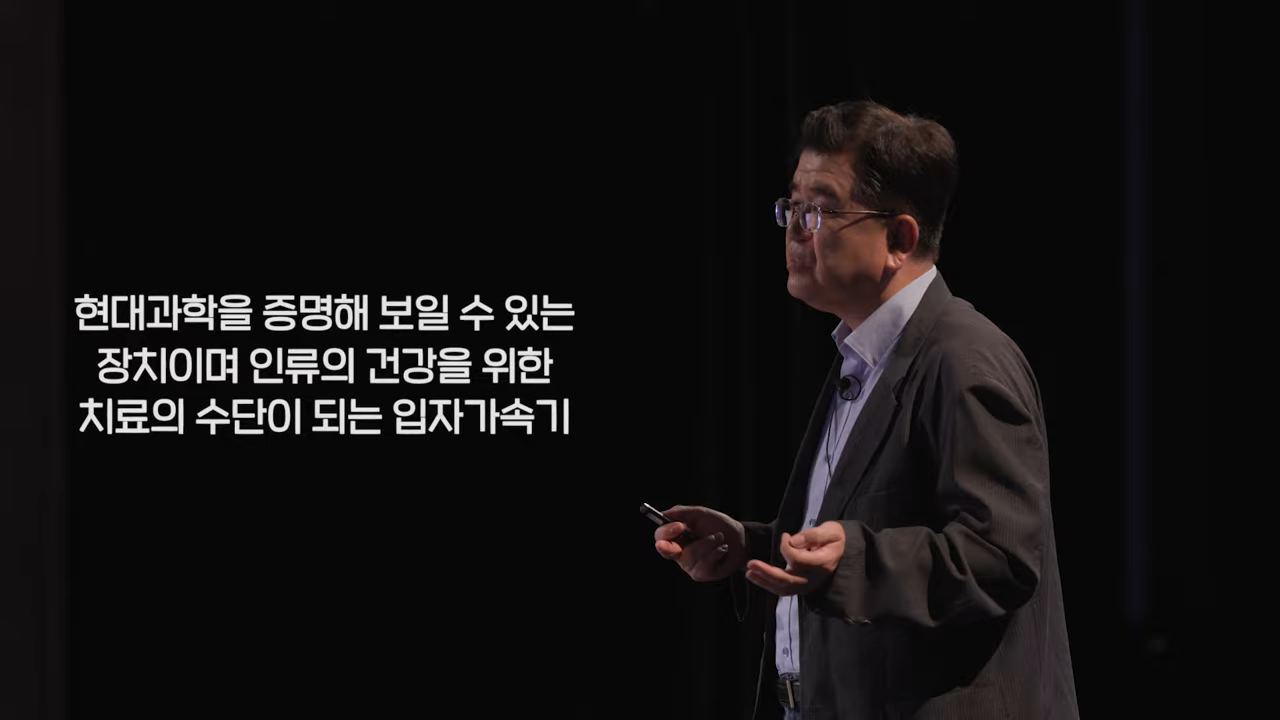 현대과학을 증명해 보일 수 있는
장치이며 인류의 건강을 위한
치료의 수단이 되는 입자가속기